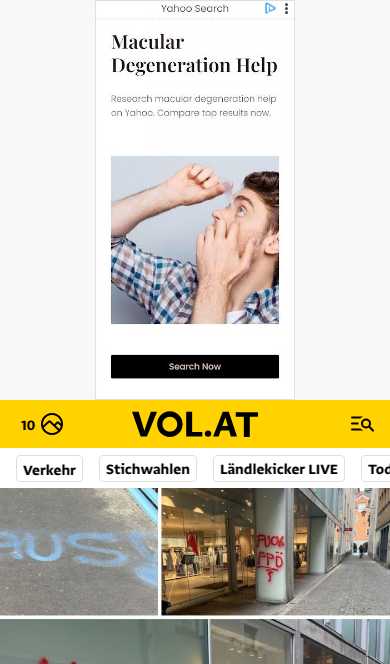 Yahoo Search
Macular
Degeneration Help
Research macular degeneration help
on Yahoo. Compare top results now.
Search Now
10
VOL.AT
Verkehr
Stichwahlen
Ländlekicker LIVE
Tod
AUS
FUCK
FPÖ